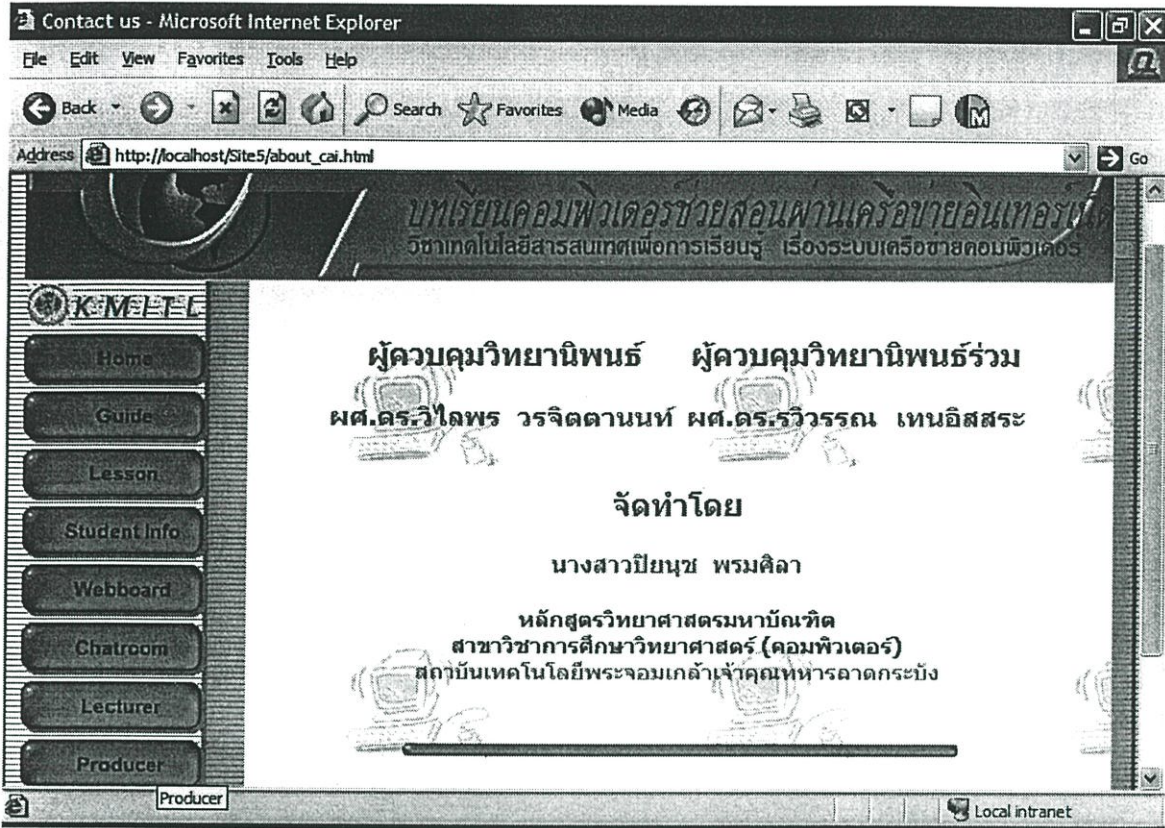 Contact us - Microsoft Internet Explorer
File Edit View Favorites Tools Help
Back Search Favorites Media
Address http://localhost/Site5/about_cai.html Go
บทเรียนคอมพิวเตอร์ช่วยสอนผ่านเครือข่ายอินเทอร์เน็ต
วิชาเทคโนโลยีสารสนเทศเพื่อการเรียนรู้ เรื่องระบบเครือข่ายคอมพิวเตอร์
KMITL
Home
Guide
Lesson
Student Info
Webboard
Chatroom
Lecturer
Producer
ผู้ควบคุมวิทยานิพนธ์ ผู้ควบคุมวิทยานิพนธ์ร่วม
ผศ.ดร.วิไลพร วรจิตตานนท์ ผศ.ดร.รวิวรรณ เทนอิสสระ
จัดทำโดย
นางสาวปิยนุช พรมศิลา
หลักสูตรวิทยาศาสตรมหาบัณฑิต
สาขาวิชาการศึกษาวิทยาศาสตร์ (คอมพิวเตอร์)
สถาบันเทคโนโลยีพระจอมเกล้าเจ้าคุณทหารลาดกระบัง
Producer
Local intranet